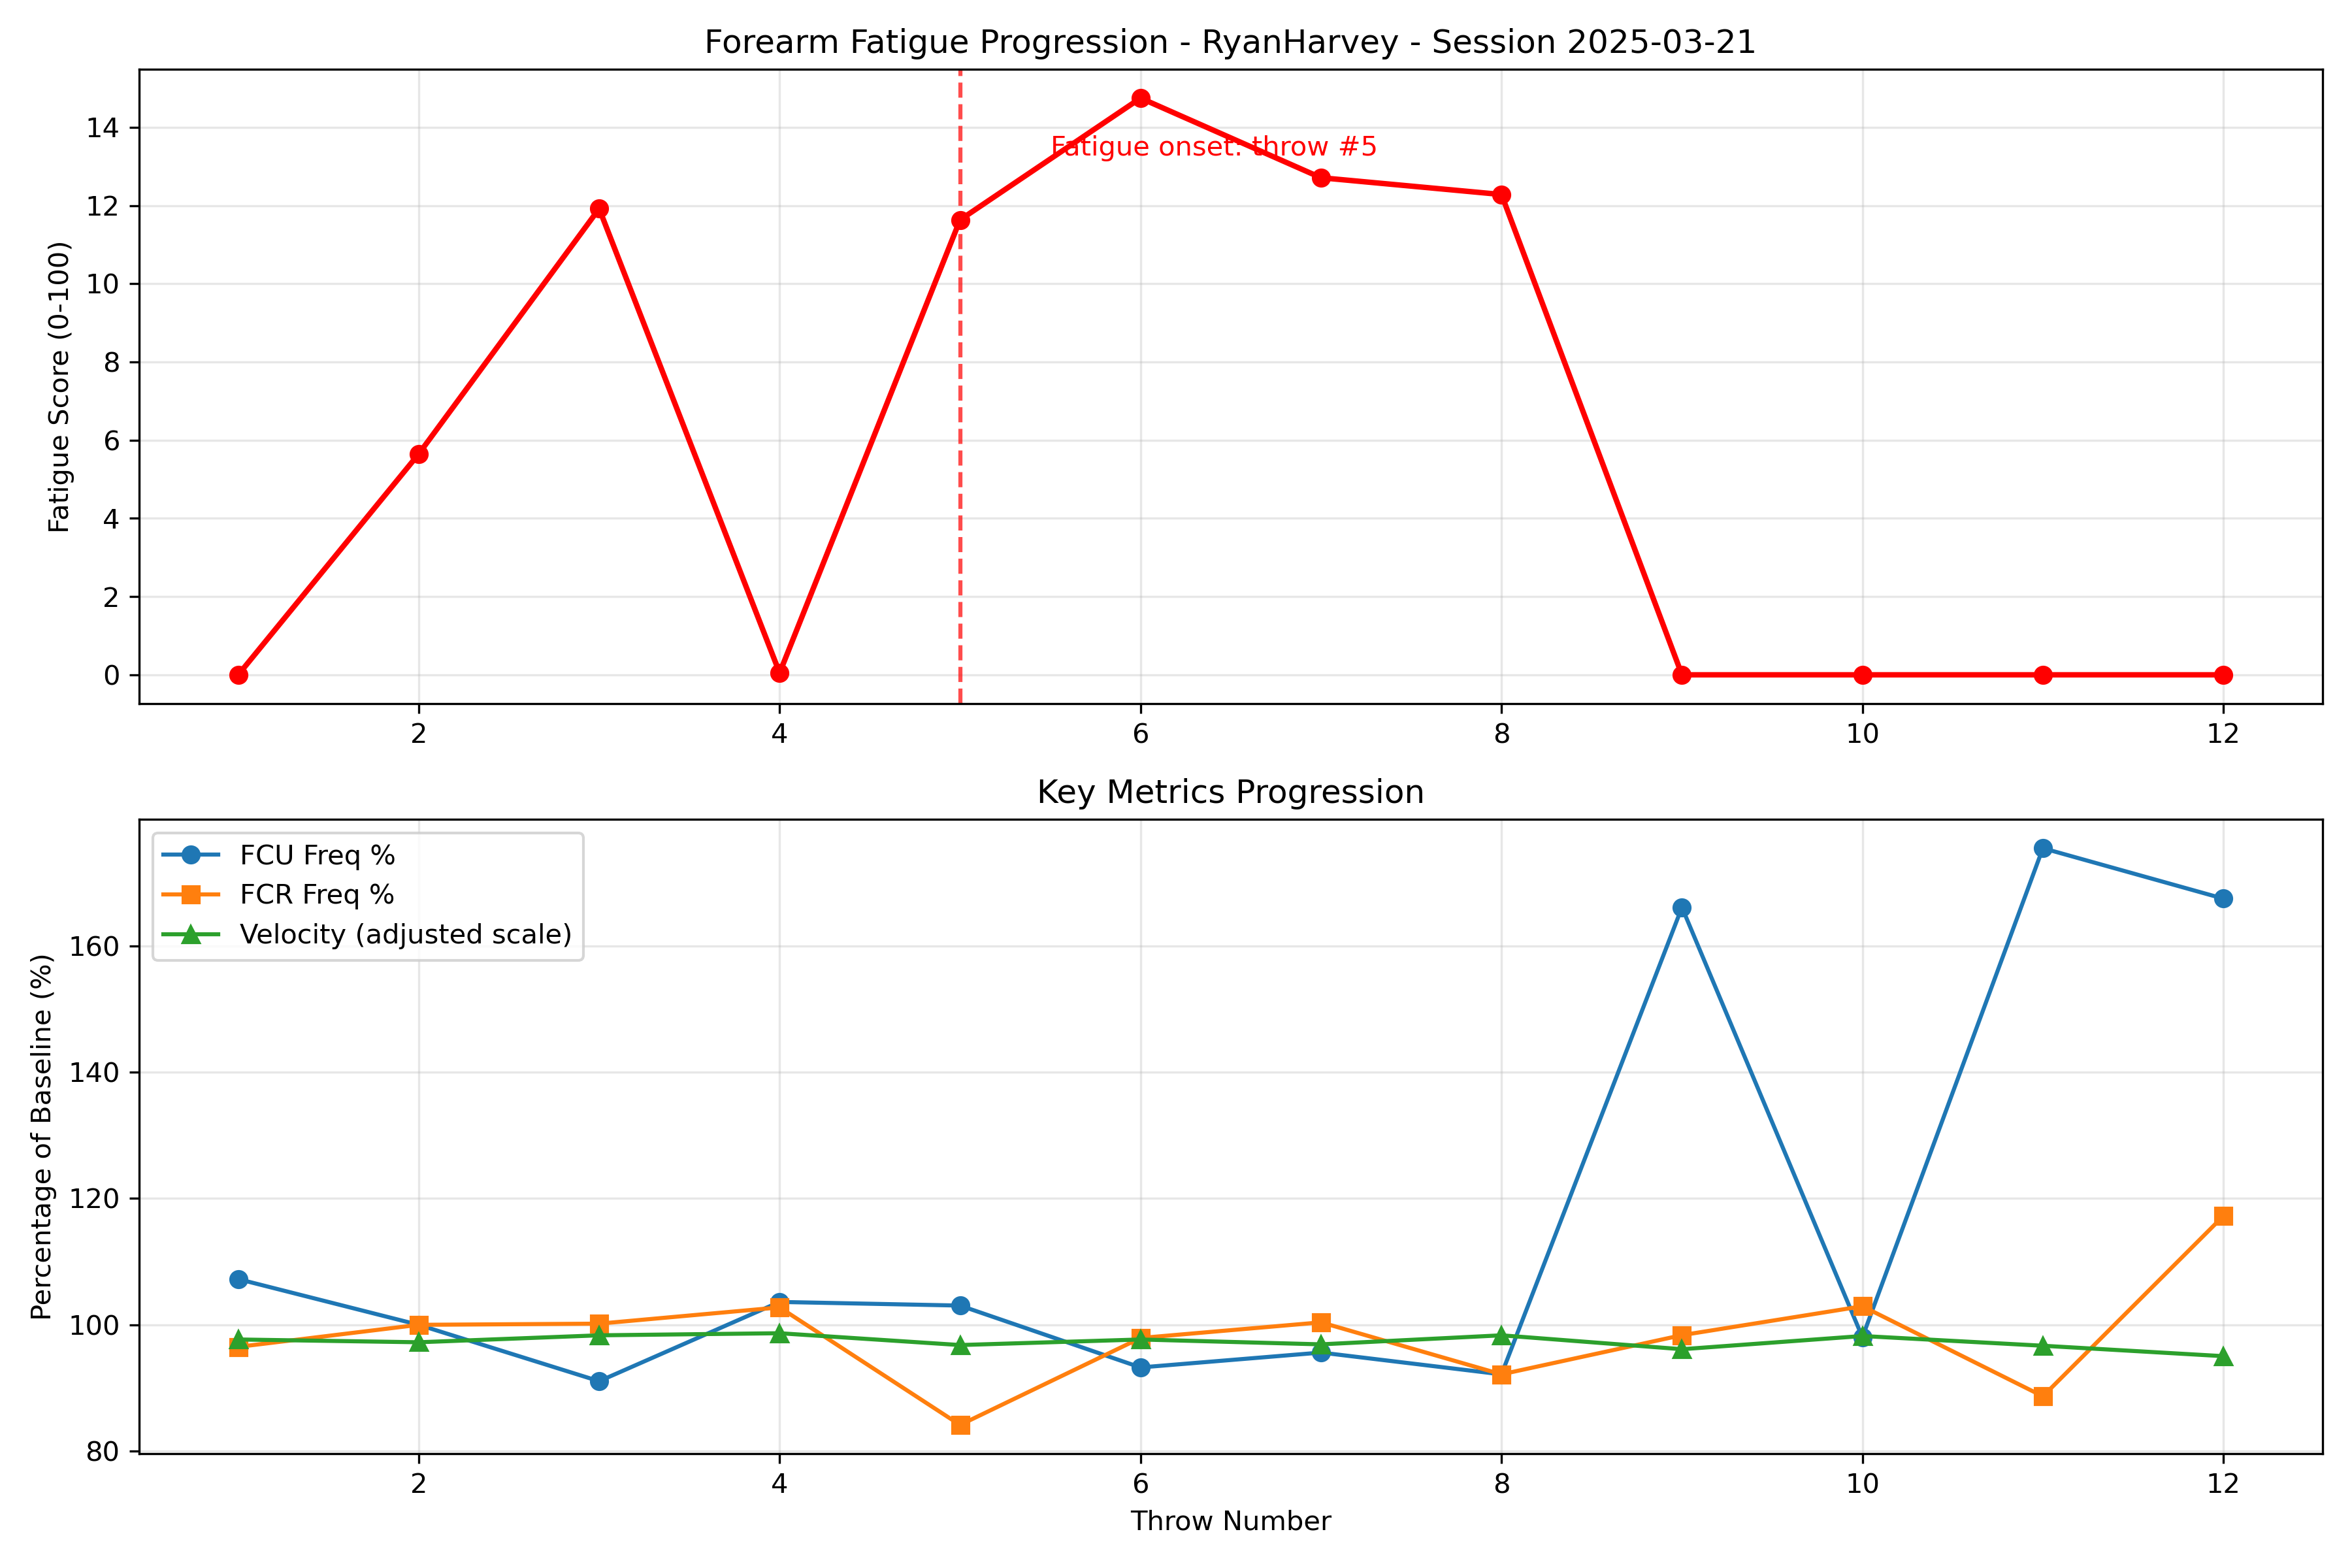 Forearm Fatigue Progression - RyanHarvey - Session 2025-03-21
Fatigue Score (0-100)
14
12
10
8
6
4
2
0
Fatigue onset: throw #5
2 4 6 8 10 12
Key Metrics Progression
Percentage of Baseline (%)
FCU Freq %
FCR Freq %
Velocity (adjusted scale)
160
140
120
100
80
2 4 6 8 10 12
Throw Number